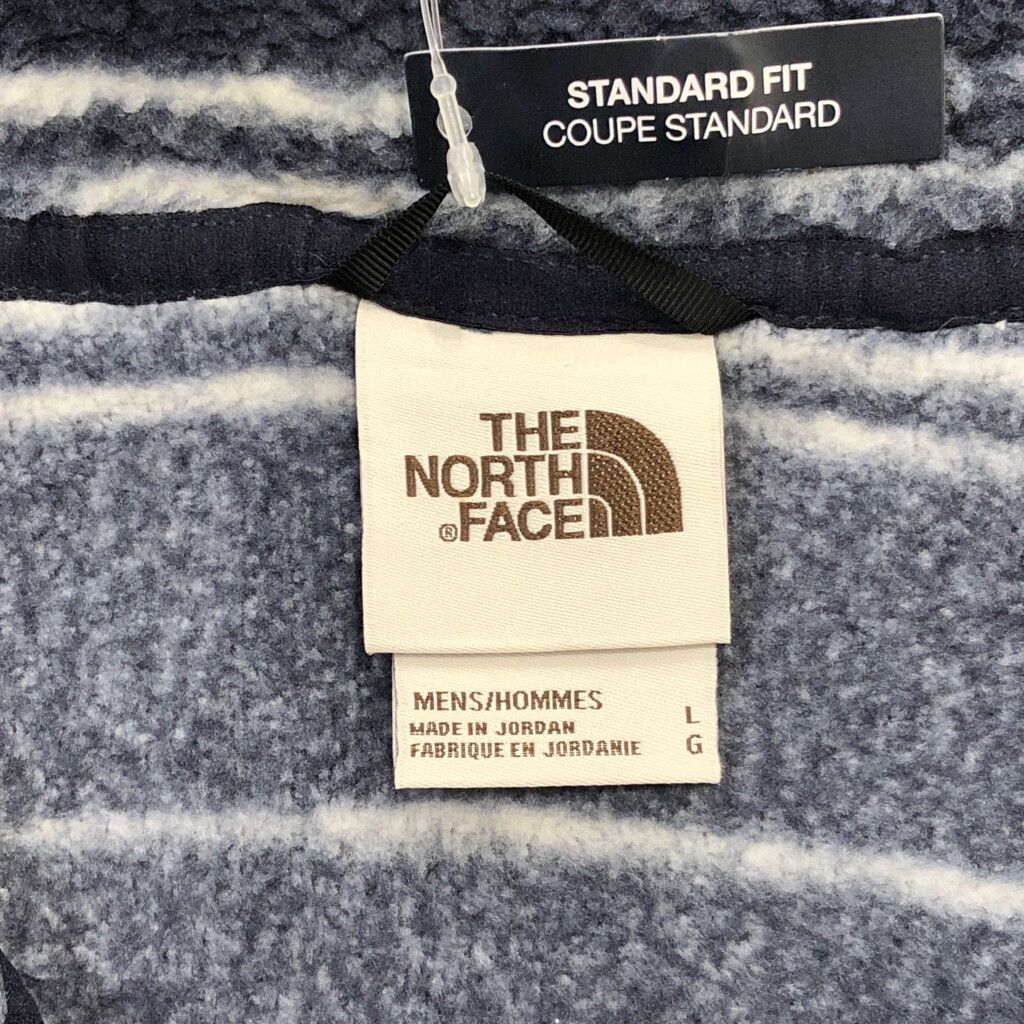 STANDARD FIT
COUPE STANDARD
THE
NORTH
®FACE
MENS/HOMMES
MADE IN JORDAN
FABRIQUE EN JORDANIE
L
G